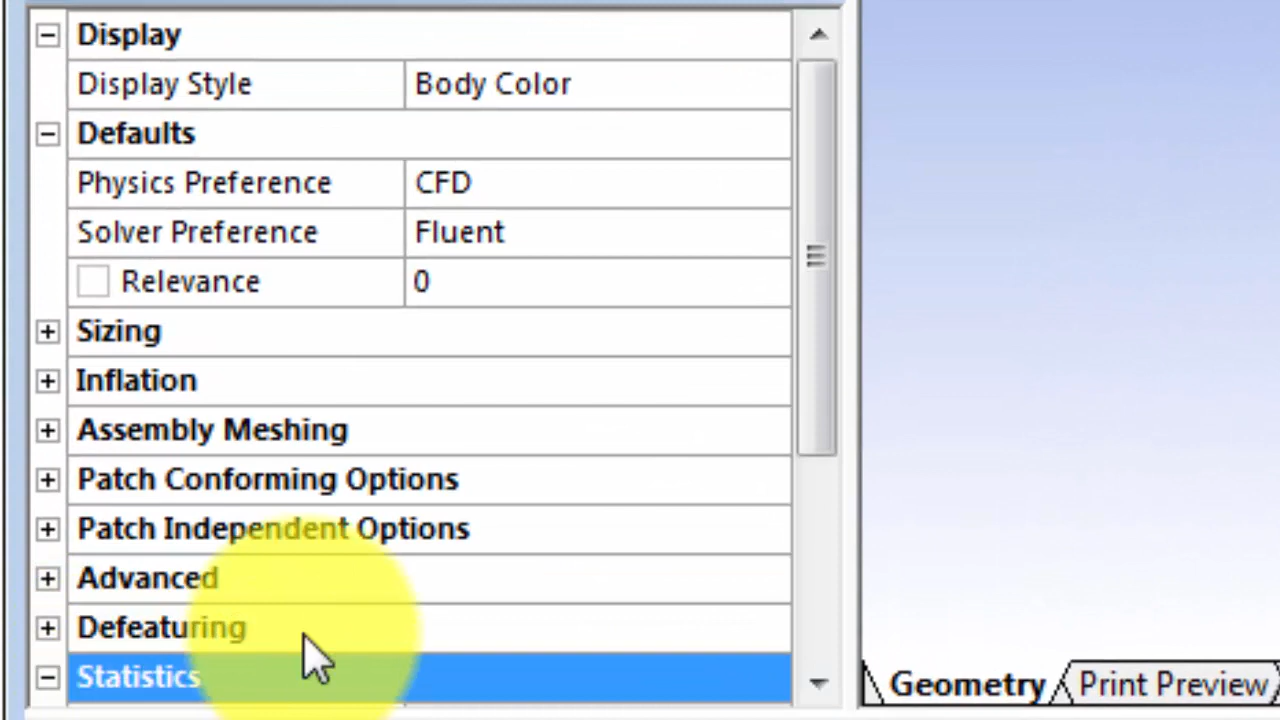 Display
Display Style Body Color
Defaults
Physics Preference CFD
Solver Preference Fluent
Relevance 0
Sizing
Inflation
Assembly Meshing
Patch Conforming Options
Patch Independent Options
Advanced
Defeaturing
Statistics
Geometry Print Preview